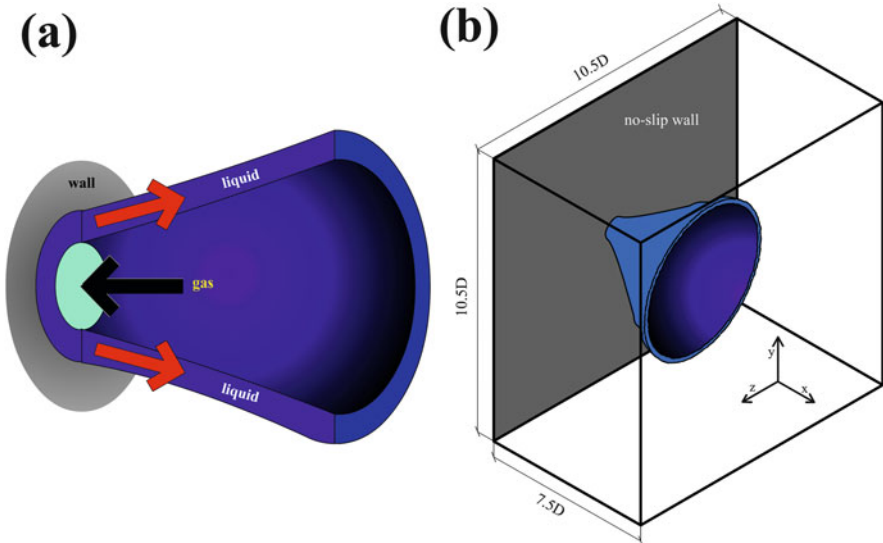 (a)
wall
liquid
gas
liquid
(b)
10.5D
no-slip wall
10.5D
y
z
x
7.5D